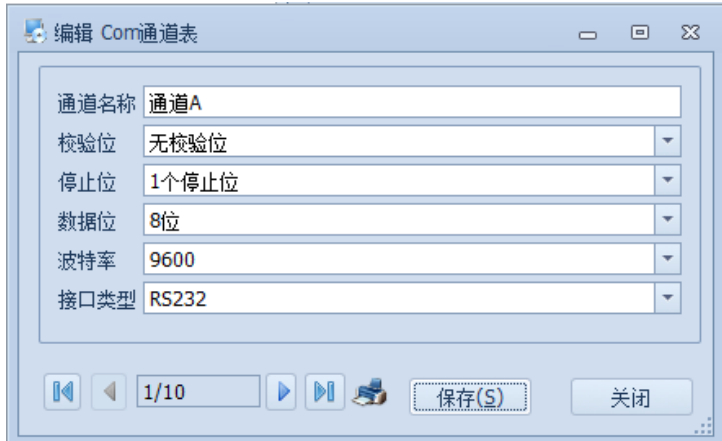 编辑 Com通道表
通道名称 通道A
校验位 无校验位
停止位 1个停止位
数据位 8位
波特率 9600
接口类型 RS232
1/10 保存(S) 关闭